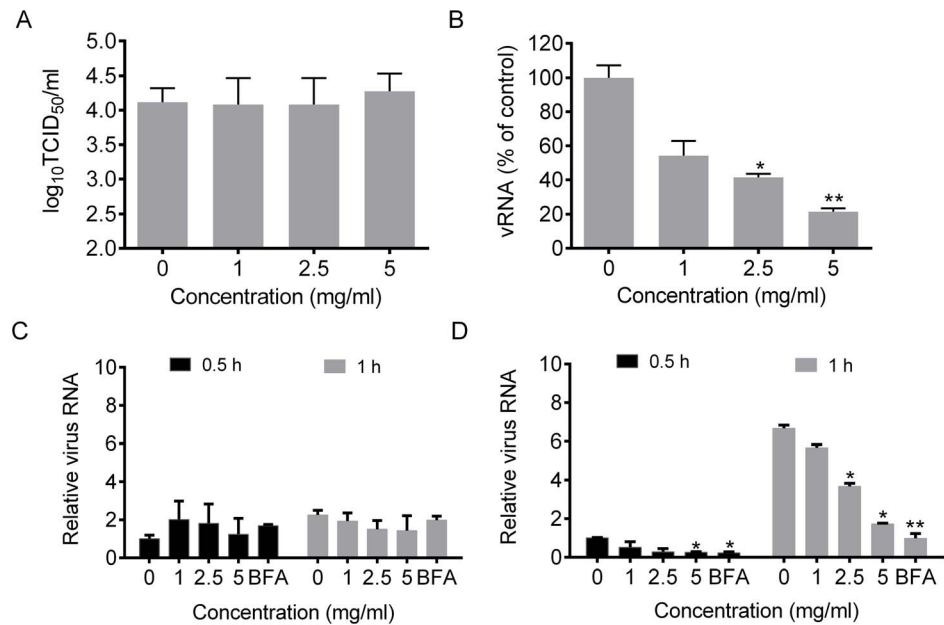 A
log10TCID50/ml
5.0
4.5
4.0
3.5
3.0
2.5
2.0
0 1 2.5 5
Concentration (mg/ml)
B
vRNA (% of control)
120
100
80
60
40
20
0
*
**
0 1 2.5 5
Concentration (mg/ml)
C
Relative virus RNA
10
8
6
4
2
0
0.5 h 1 h
0 1 2.5 5 BFA 0 1 2.5 5 BFA
Concentration (mg/ml)
D
Relative virus RNA
10
8
6
4
2
0
0.5 h 1 h
* * * * **
0 1 2.5 5 BFA 0 1 2.5 5 BFA
Concentration (mg/ml)